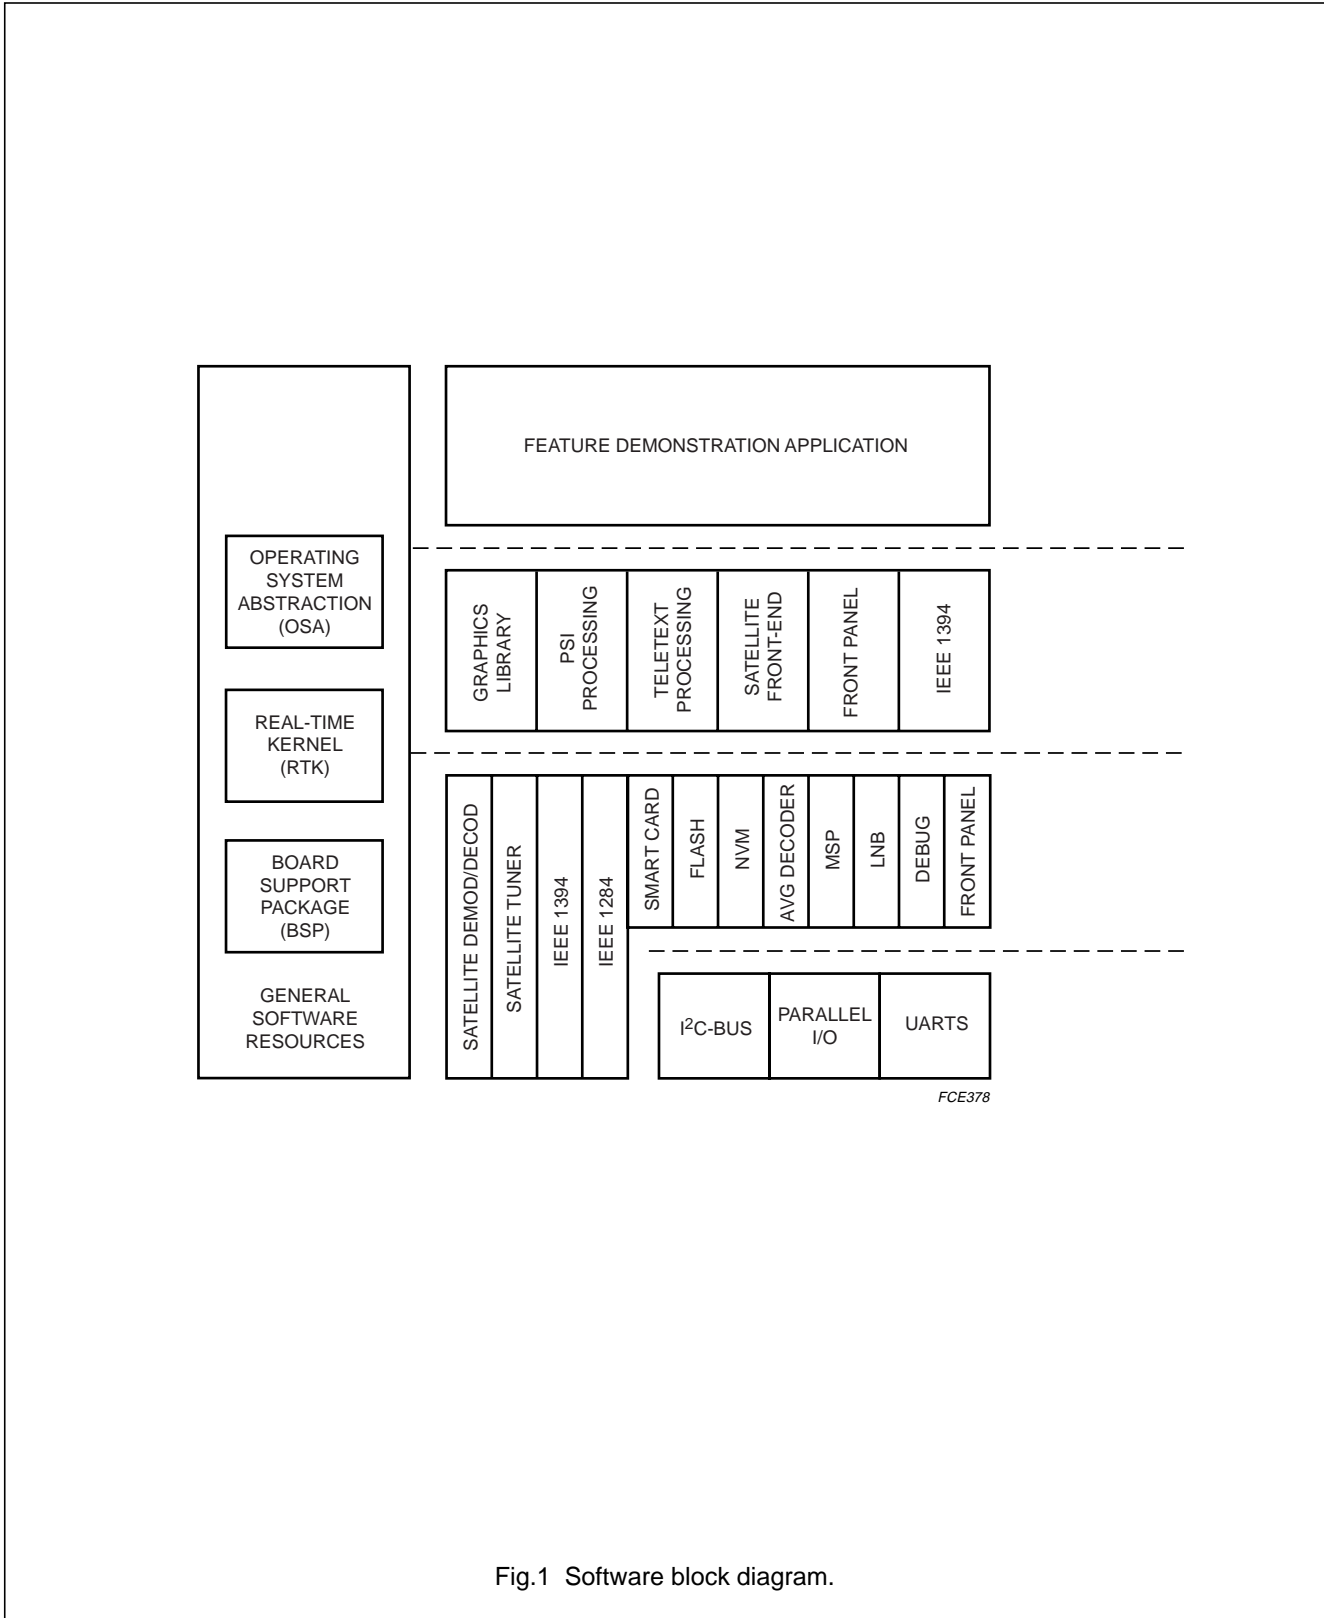 FEATURE DEMONSTRATION APPLICATION
OPERATING
SYSTEM
ABSTRACTION
(OSA)
REAL-TIME
KERNEL
(RTK)
BOARD
SUPPORT
PACKAGE
(BSP)
GENERAL
SOFTWARE
RESOURCES
GRAPHICS
LIBRARY
PSI
PROCESSING
TELETEXT
PROCESSING
SATELLITE
FRONT-END
FRONT PANEL
IEEE 1394
SATELLITE DEMOD/DECOD
SATELLITE TUNER
IEEE 1394
IEEE 1284
SMART CARD
FLASH
NVM
AVG DECODER
MSP
LNB
DEBUG
FRONT PANEL
I²C-BUS
PARALLEL
I/O
UARTS
FCE378
Fig.1 Software block diagram.